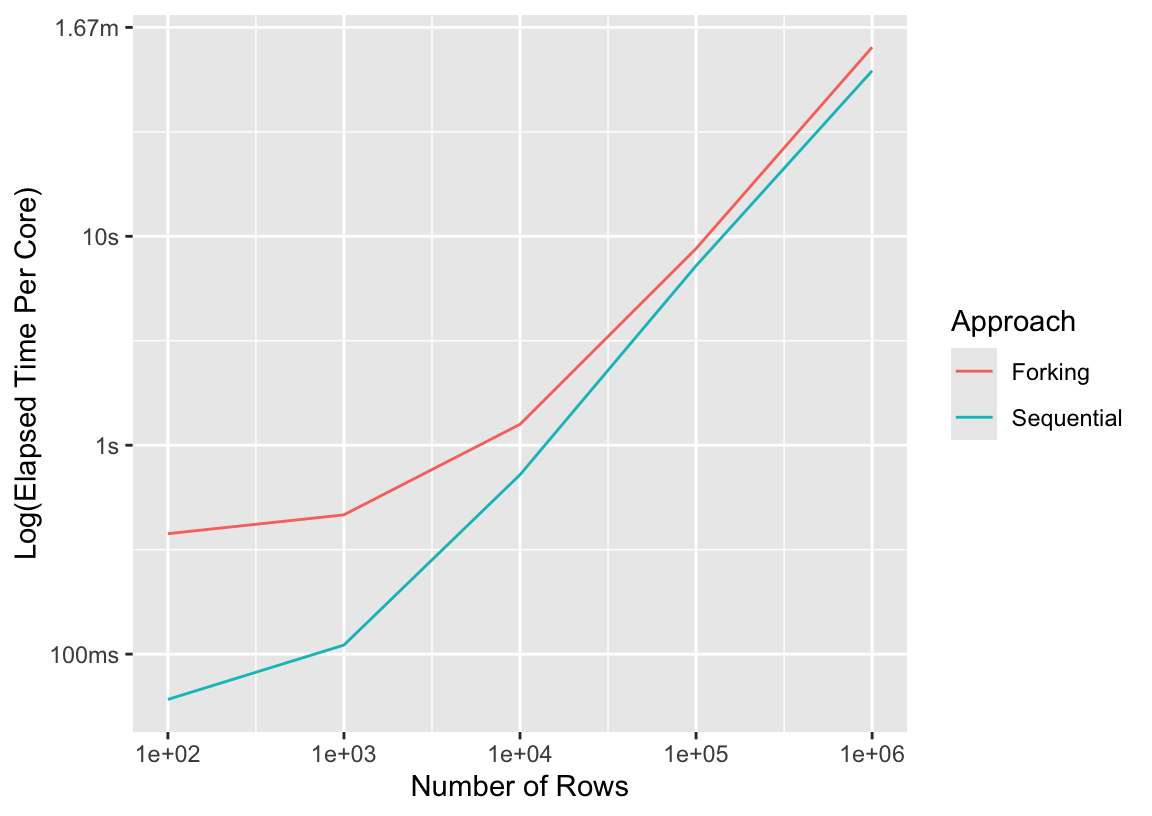 1.67m
10s
1s
100ms
Log(Elapsed Time Per Core)
1e+02 1e+03 1e+04 1e+05 1e+06
Number of Rows
Approach
Forking
Sequential